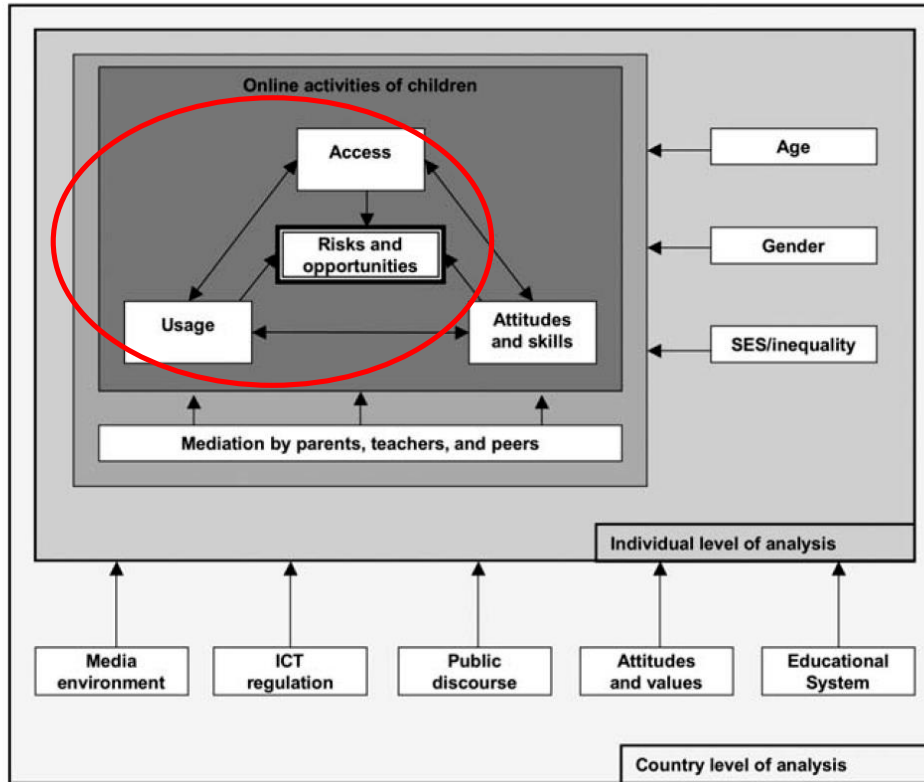 Online activities of children
Access
Age
Risks and
opportunities
Gender
Usage
Attitudes
and skills
SES/inequality
Mediation by parents, teachers, and peers
Individual level of analysis
Media
environment
ICT
regulation
Public
discourse
Attitudes
and values
Educational
System
Country level of analysis